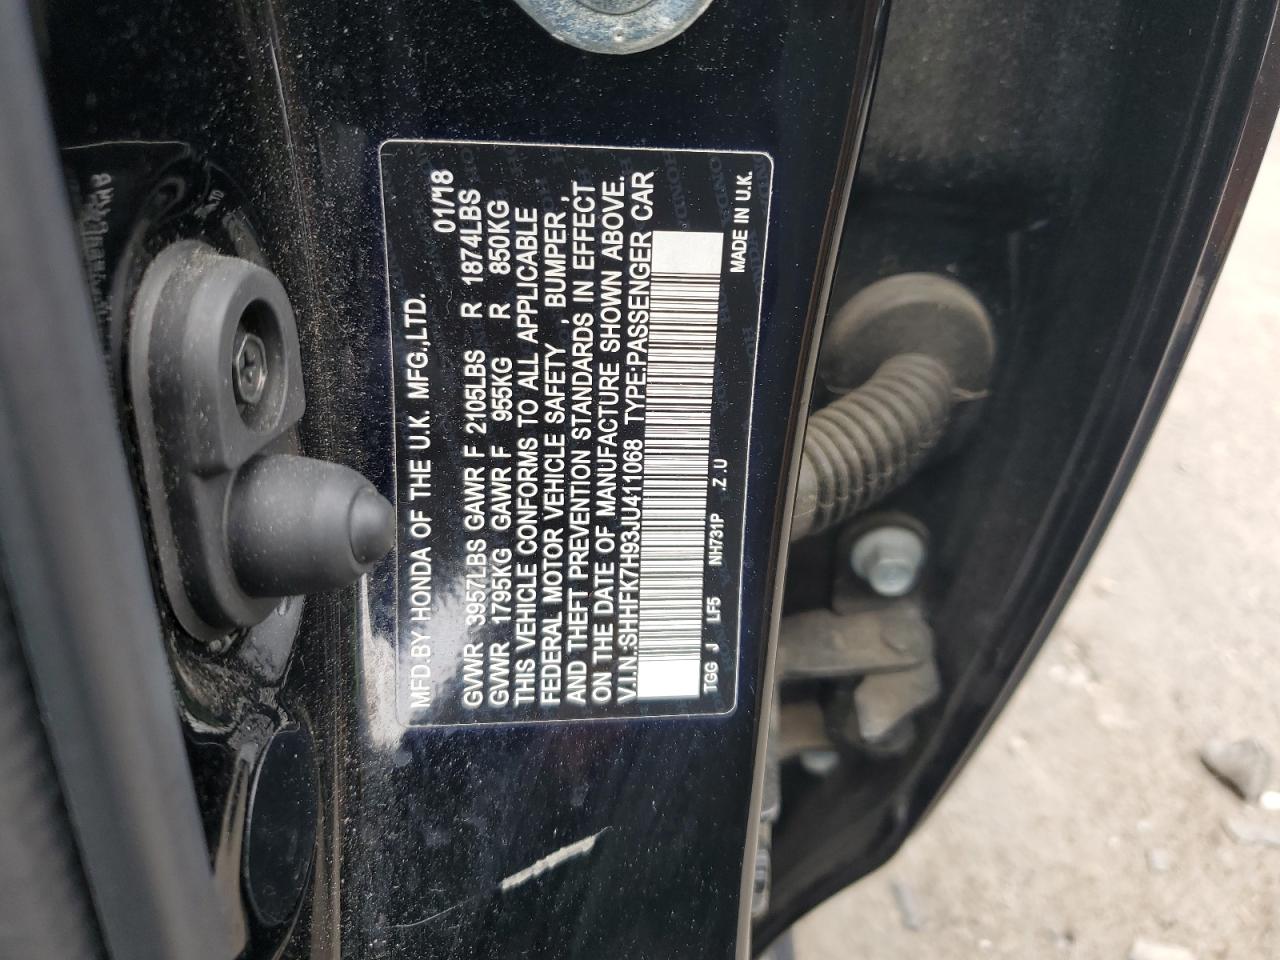 MFD.BY HONDA OF THE U.K. MFG.,LTD. 01/18
GVWR 3957LBS GAWR F 2105LBS R 1874LBS
GVWR 1795KG GAWR F 955KG R 850KG
THIS VEHICLE CONFORMS TO ALL APPLICABLE
FEDERAL MOTOR VEHICLE SAFETY, BUMPER,
AND THEFT PREVENTION STANDARDS IN EFFECT
ON THE DATE OF MANUFACTURE SHOWN ABOVE.
V.I.N.:SHHFK7H93JU411068 TYPE:PASSENGER CAR
TGG J LF5 NH731P Z.U
MADE IN U.K.